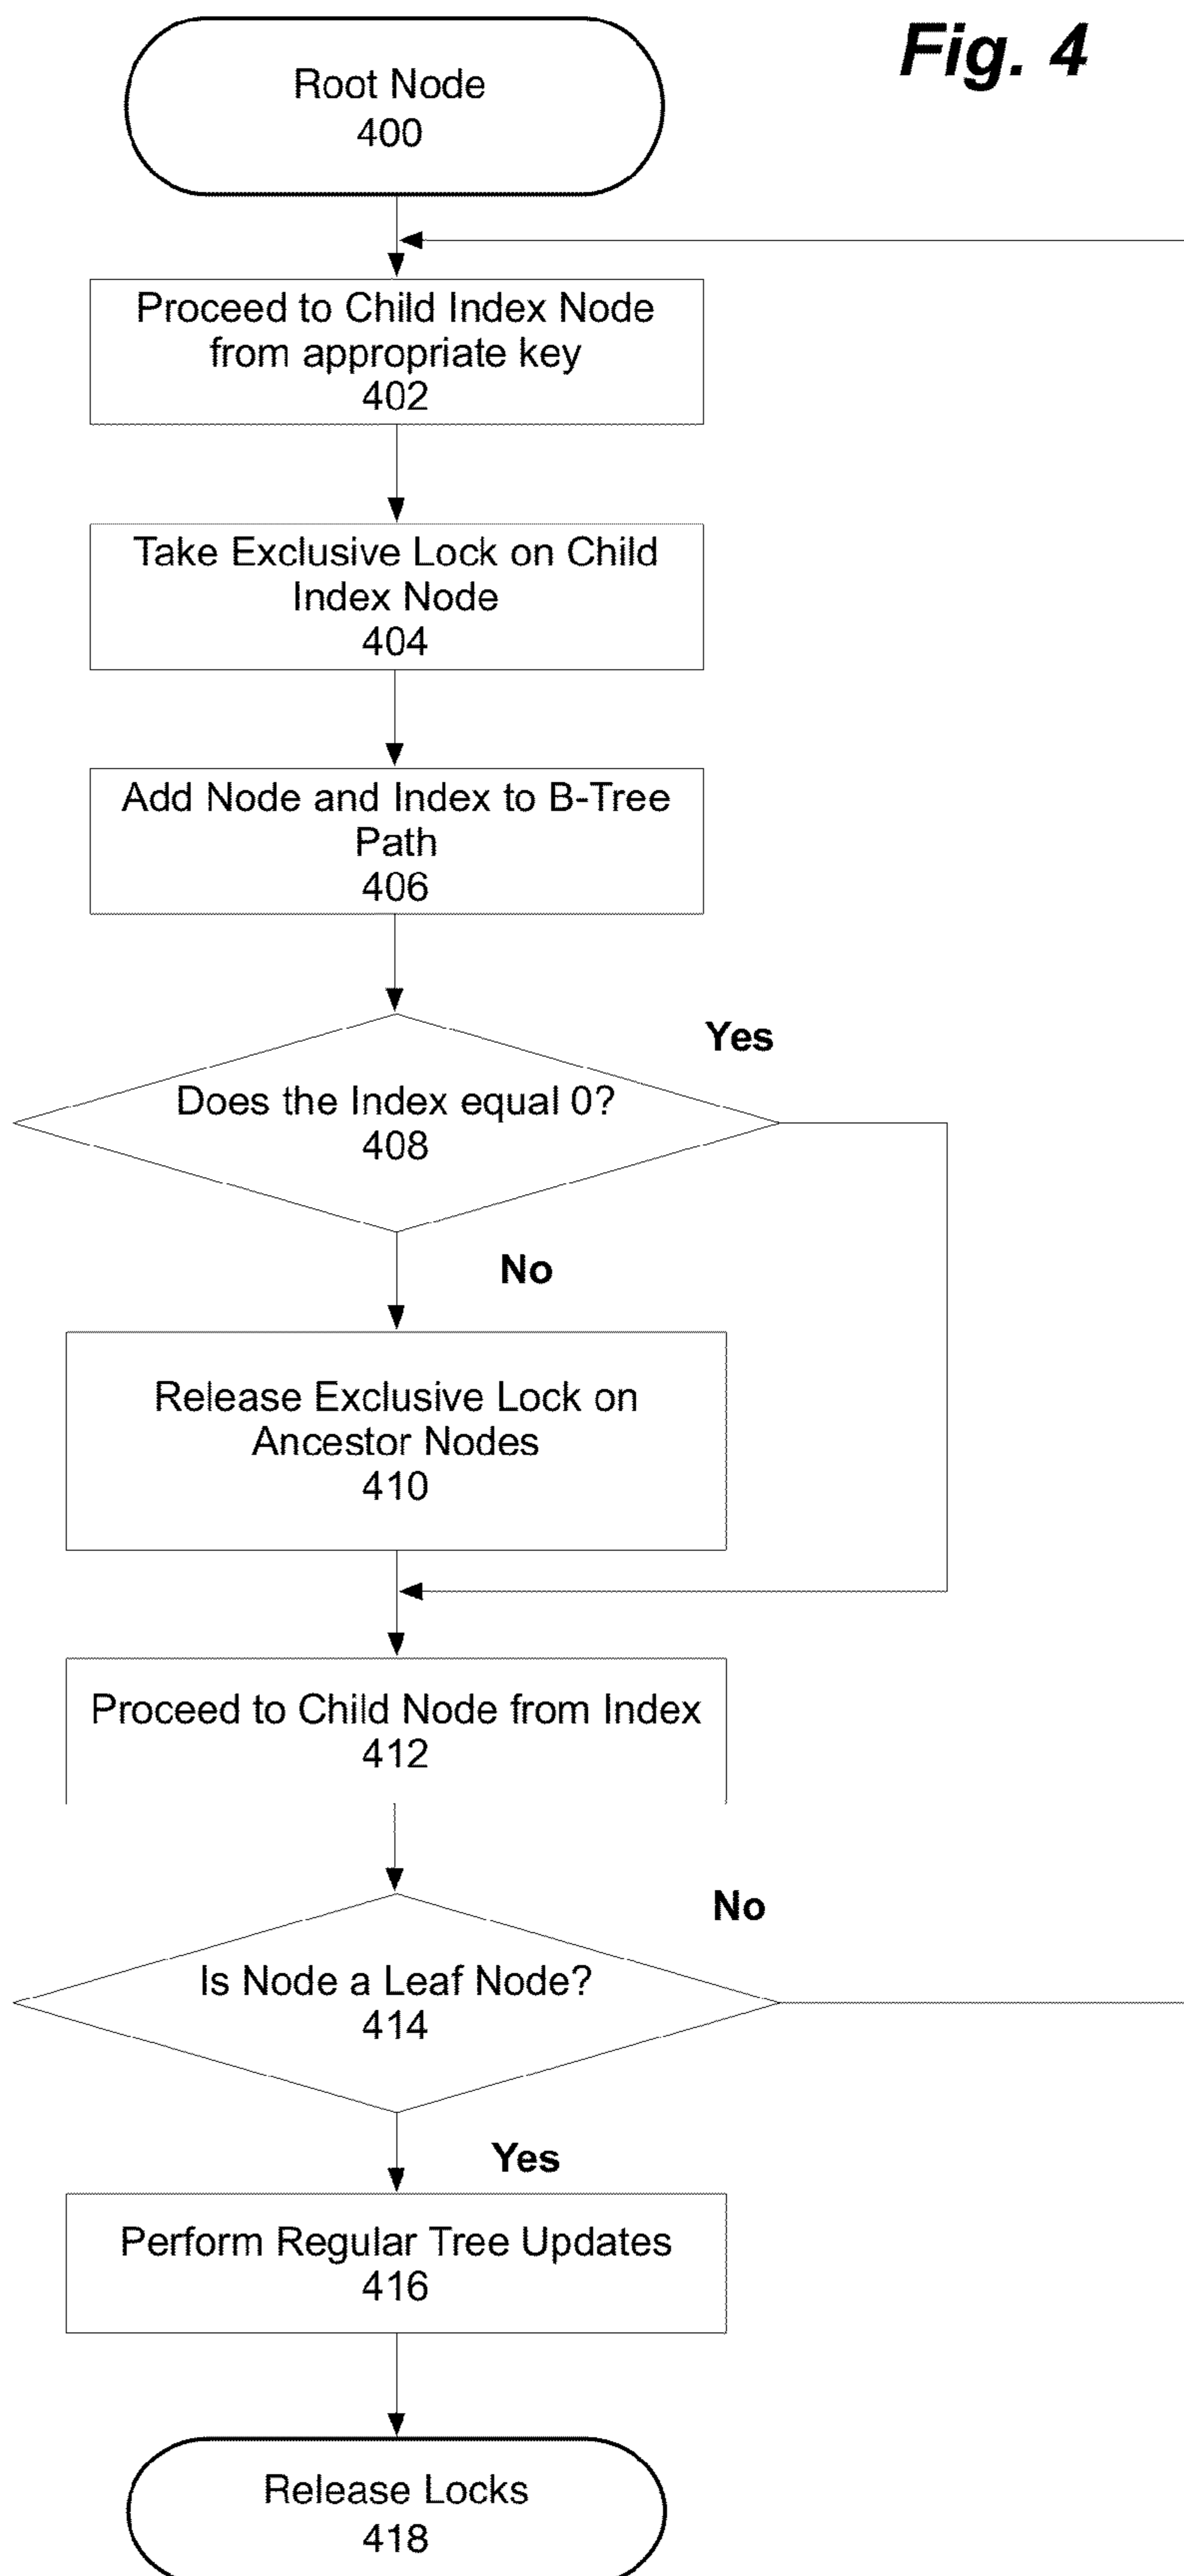 Fig. 4
Root Node
400
Proceed to Child Index Node
from appropriate key
402
Take Exclusive Lock on Child
Index Node
404
Add Node and Index to B-Tree
Path
406
Does the Index equal 0?
408
Yes
No
Release Exclusive Lock on
Ancestor Nodes
410
Proceed to Child Node from Index
412
Is Node a Leaf Node?
414
No
Yes
Perform Regular Tree Updates
416
Release Locks
418